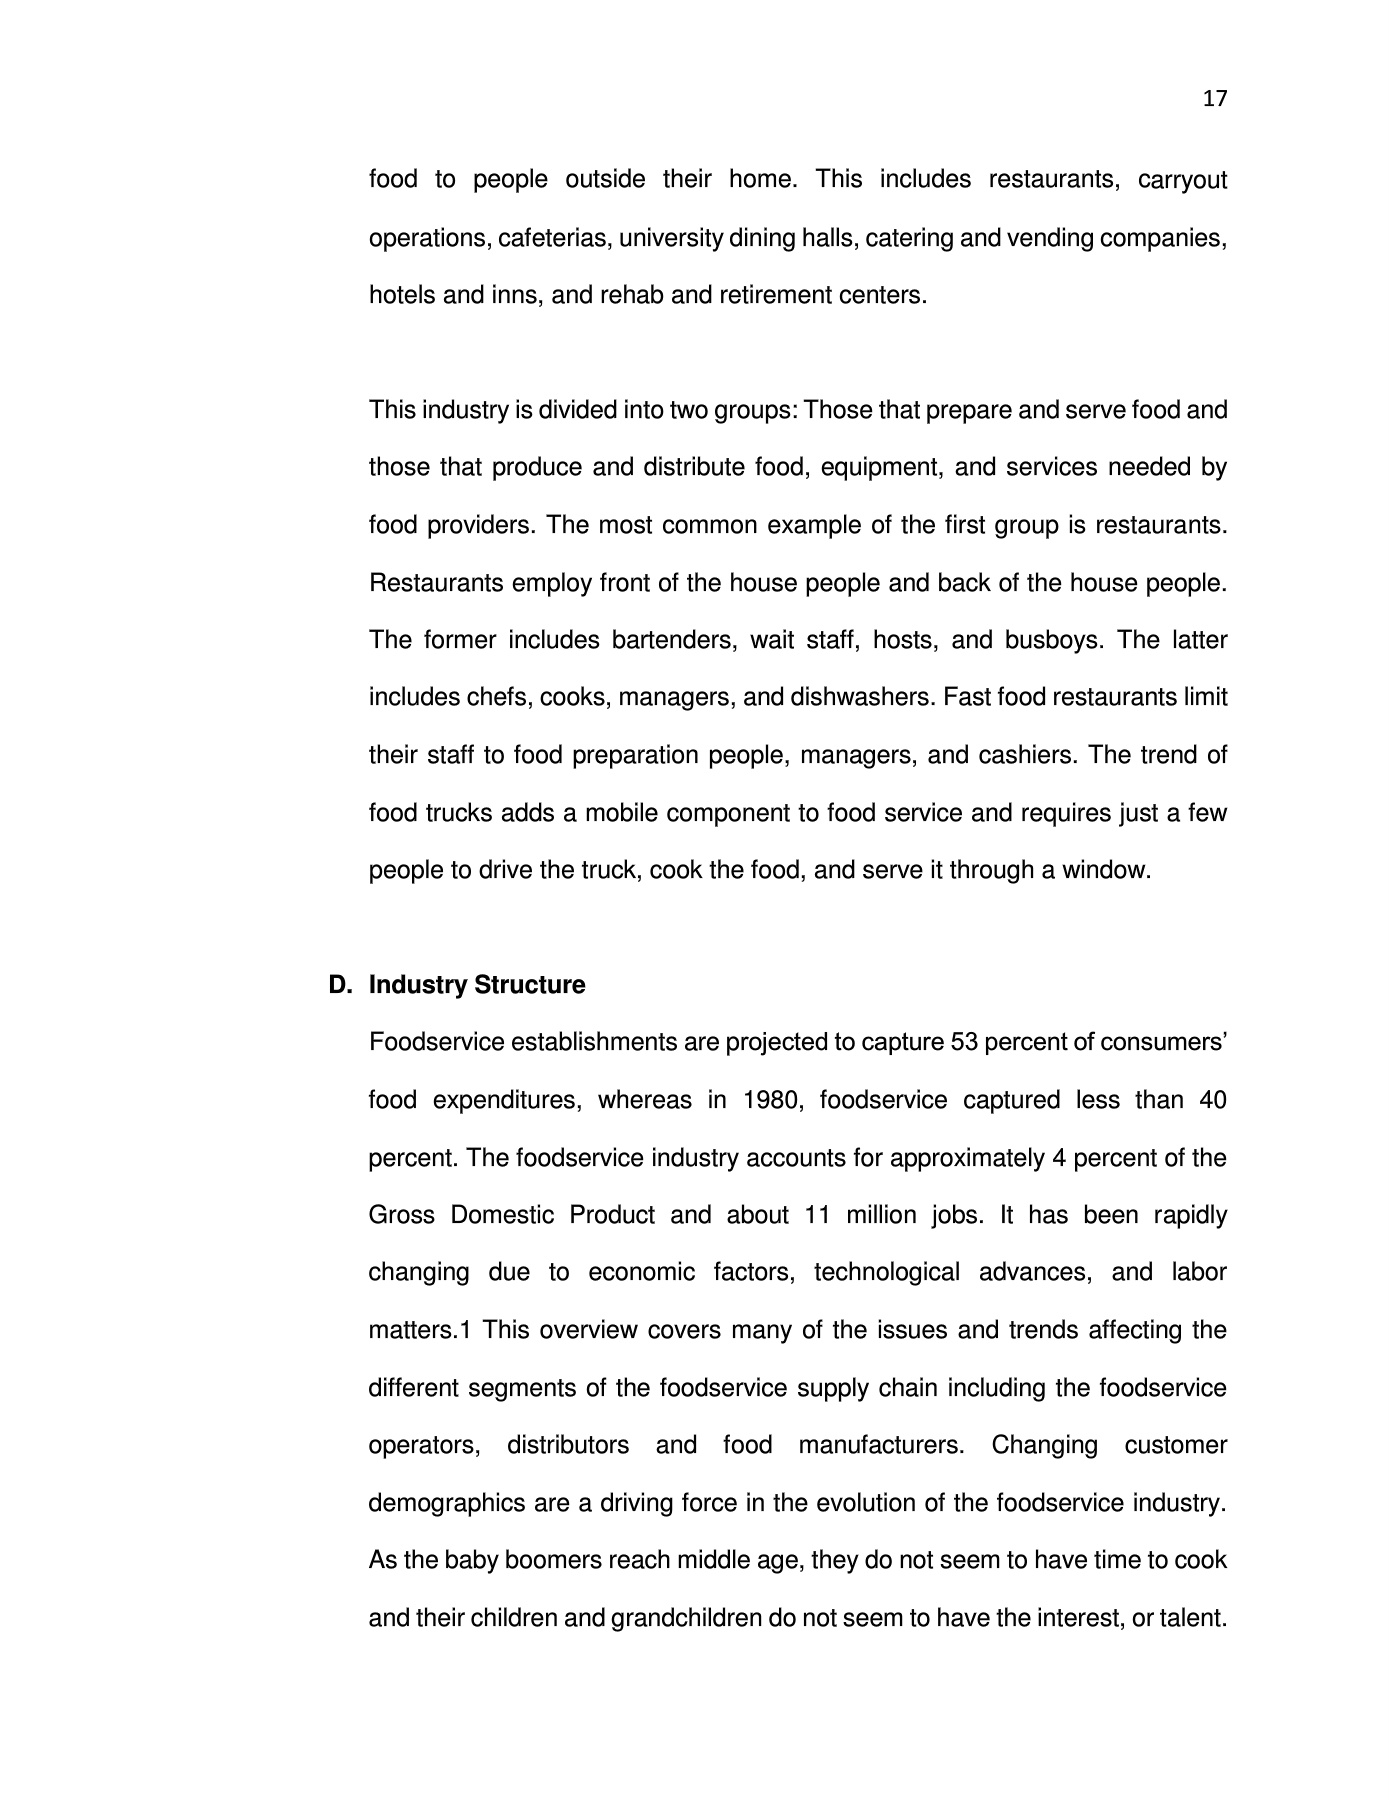 17
food to people outside their home. This includes restaurants, carryout
operations, cafeterias, university dining halls, catering and vending companies,
hotels and inns, and rehab and retirement centers.
This industry is divided into two groups: Those that prepare and serve food and
those that produce and distribute food, equipment, and services needed by
food providers. The most common example of the first group is restaurants.
Restaurants employ front of the house people and back of the house people.
The former includes bartenders, wait staff, hosts, and busboys. The latter
includes chefs, cooks, managers, and dishwashers. Fast food restaurants limit
their staff to food preparation people, managers, and cashiers. The trend of
food trucks adds a mobile component to food service and requires just a few
people to drive the truck, cook the food, and serve it through a window.
D. Industry Structure
Foodservice establishments are projected to capture 53 percent of consumers’
food expenditures, whereas in 1980, foodservice captured less than 40
percent. The foodservice industry accounts for approximately 4 percent of the
Gross Domestic Product and about 11 million jobs. It has been rapidly
changing due to economic factors, technological advances, and labor
matters.1 This overview covers many of the issues and trends affecting the
different segments of the foodservice supply chain including the foodservice
operators, distributors and food manufacturers. Changing customer
demographics are a driving force in the evolution of the foodservice industry.
As the baby boomers reach middle age, they do not seem to have time to cook
and their children and grandchildren do not seem to have the interest, or talent.